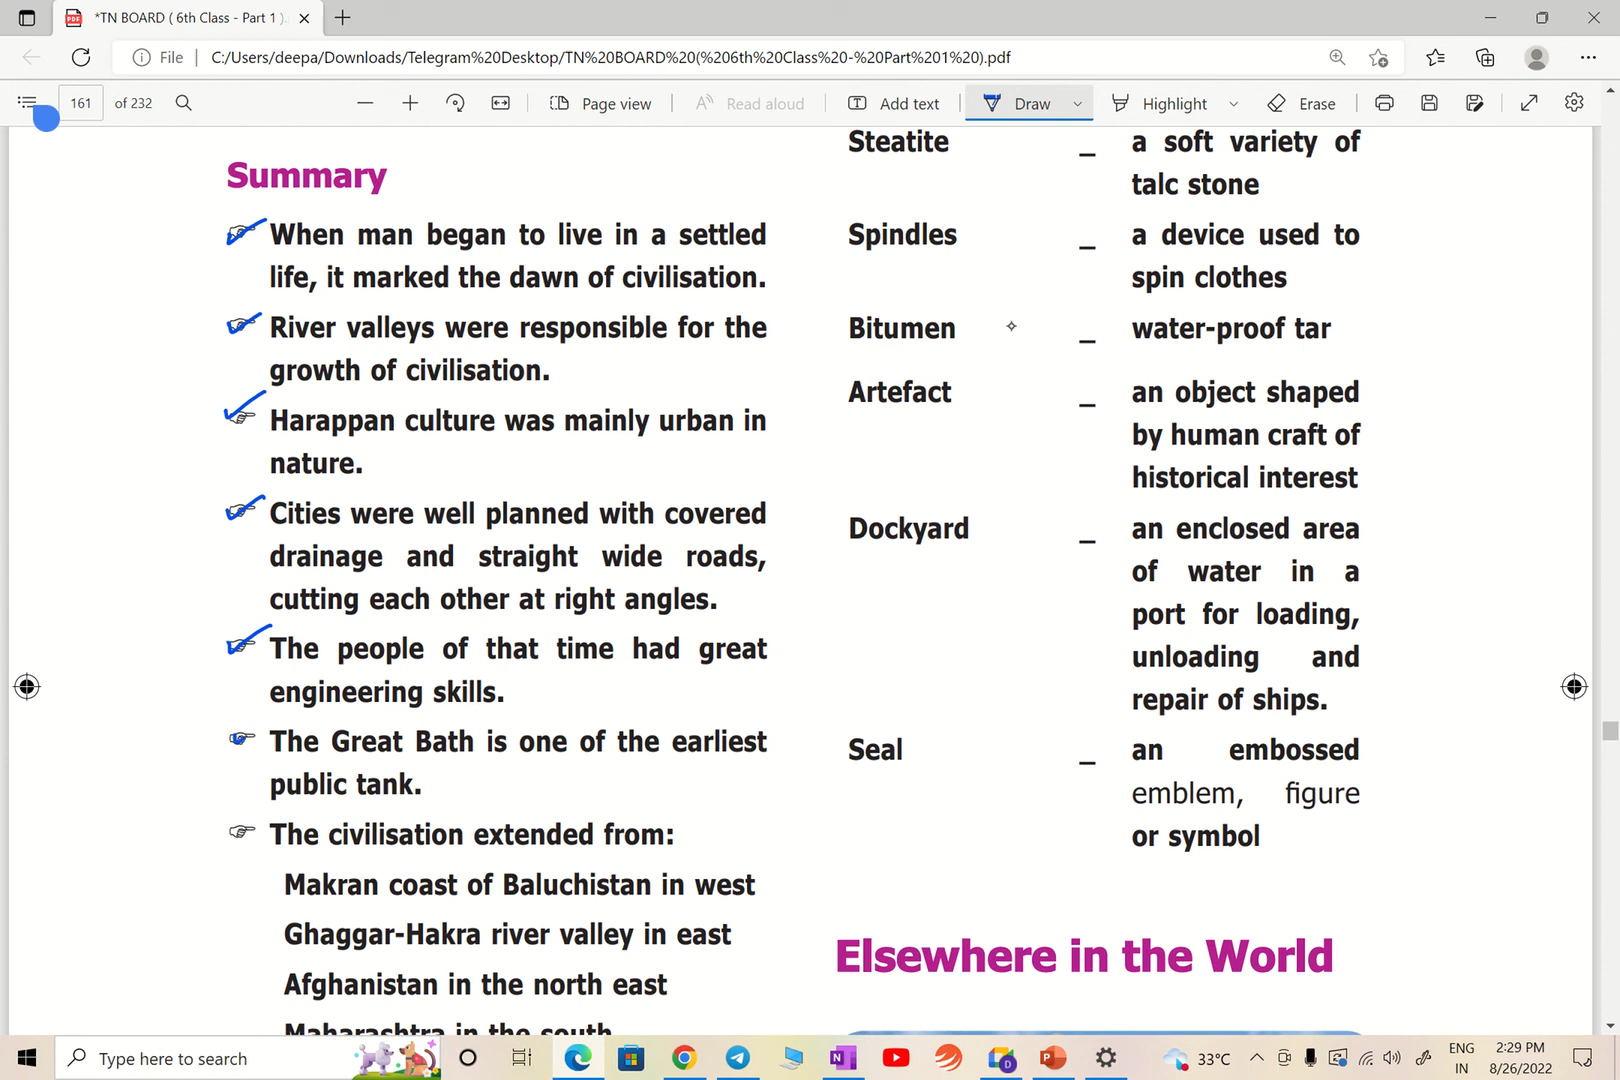 *TN BOARD ( 6th Class - Part 1 ).
File
C:/Users/deepa/Downloads/Telegram%20Desktop/TN%20BOARD%20(%206th%20Class%20-%20Part%201%20).pdf
161 of 232
Page view
Read aloud
Add text
Draw
Highlight
Erase
Summary
When man began to live in a settled
life, it marked the dawn of civilisation.
River valleys were responsible for the
growth of civilisation.
Harappan culture was mainly urban in
nature.
Cities were well planned with covered
drainage and straight wide roads,
cutting each other at right angles.
The people of that time had great
engineering skills.
The Great Bath is one of the earliest
public tank.
The civilisation extended from:
Makran coast of Baluchistan in west
Ghaggar-Hakra river valley in east
Afghanistan in the north east
Maharashtra in the south
Steatite _ a soft variety of
talc stone
Spindles _ a device used to
spin clothes
Bitumen _ water-proof tar
Artefact _ an object shaped
by human craft of
historical interest
Dockyard _ an enclosed area
of water in a
port for loading,
unloading and
repair of ships.
Seal _ an embossed
emblem, figure
or symbol
Elsewhere in the World
Type here to search
33°C
ENG
IN
2:29 PM
8/26/2022